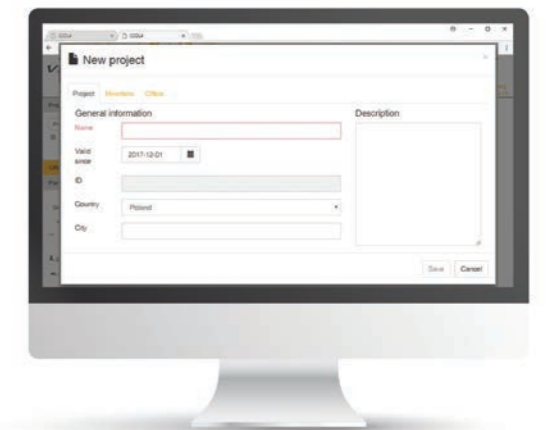 New project
Project Investors Offers
General information
Description
Name
Valid since
2017-12-01
ID
Country
Poland
City
Save Cancel